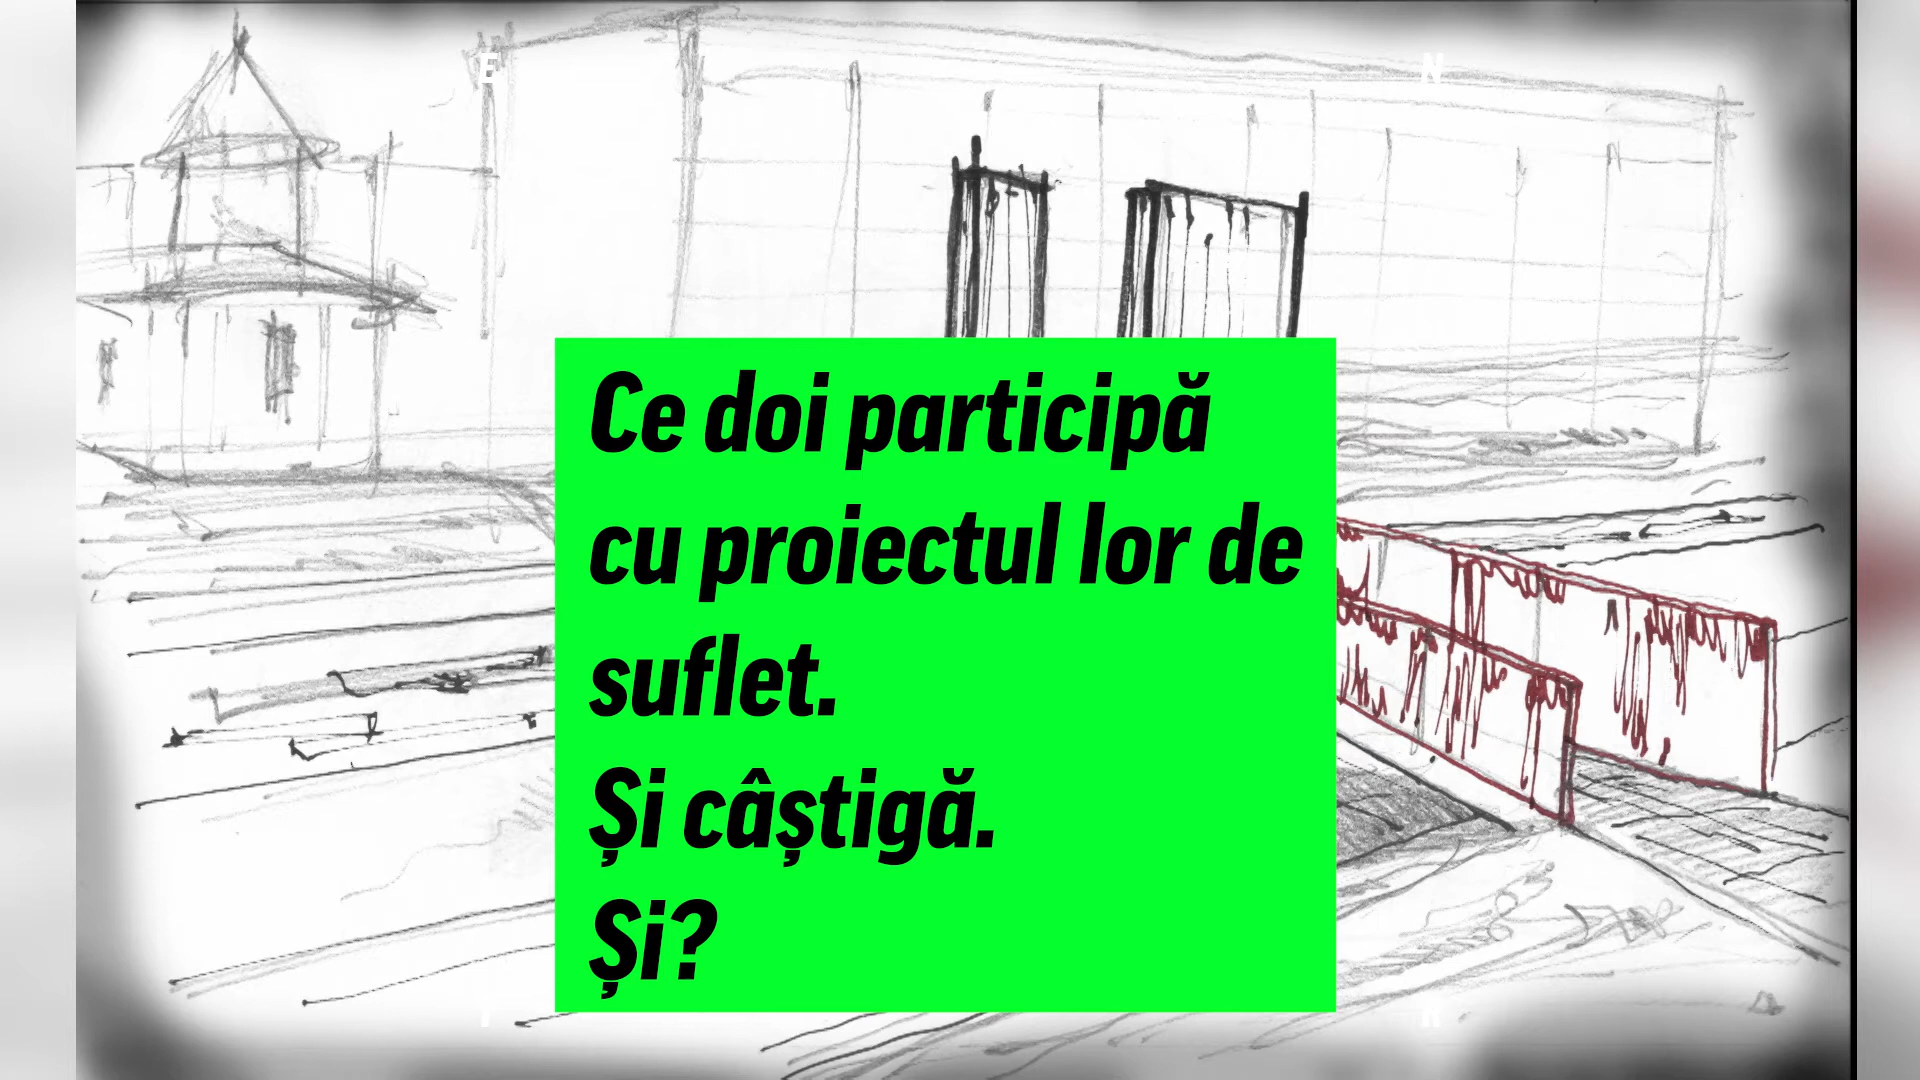 E N
Ce doi participă
cu proiectul lor de
suflet.
Și câștigă.
Și?